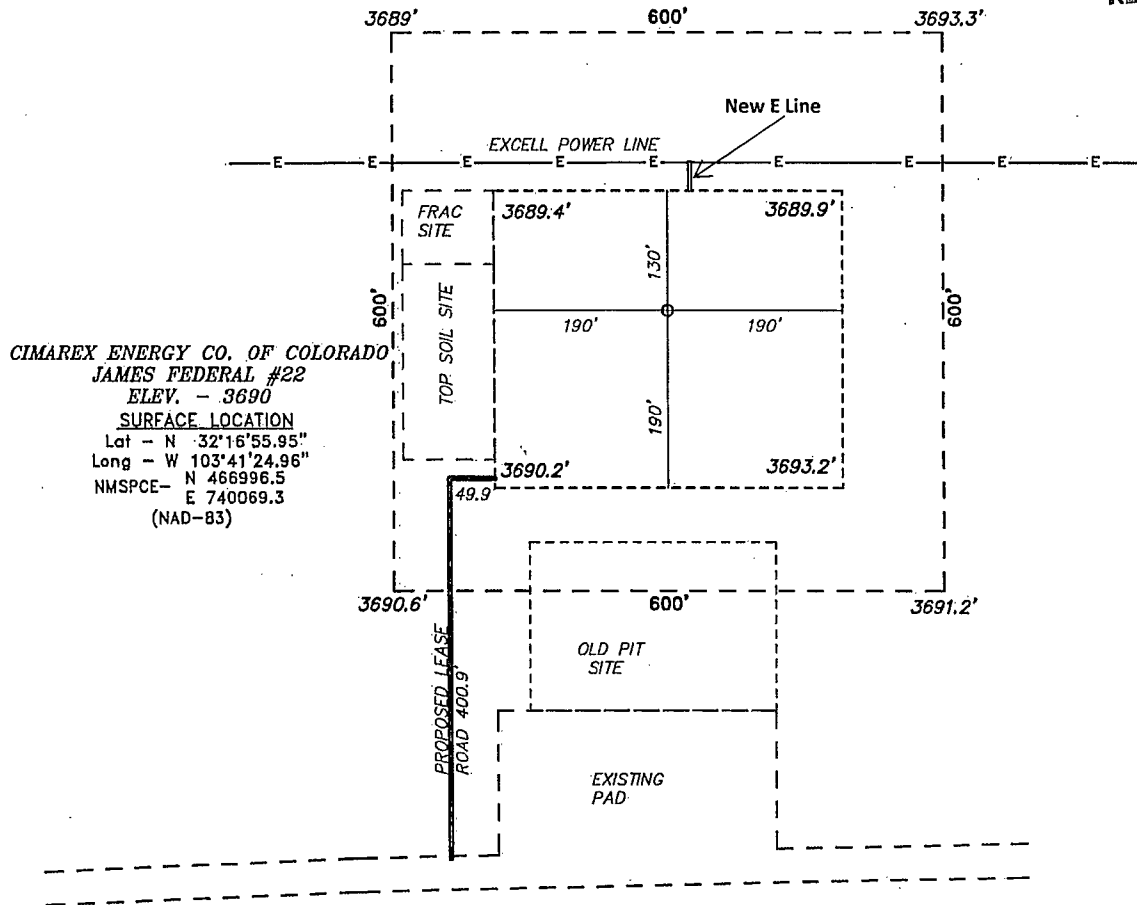 3689' 600' 3693.3'
New E Line
EXCELL POWER LINE
E E E E E E E E E
FRAC
SITE
3689.4' 3689.9'
130'
600'
TOP SOIL SITE
190' 190'
600'
190'
CIMAREX ENERGY CO. OF COLORADO
JAMES FEDERAL #22
ELEV. - 3690
SURFACE LOCATION
Lat - N 32°16'55.95"
Long - W 103°41'24.96"
NMSPCE- N 466996.5
E 740069.3
(NAD-83)
3690.2' 3693.2'
49.9
3690.6' 600' 3691.2'
PROPOSED LEASE
ROAD 400.9'
OLD PIT
SITE
EXISTING
PAD